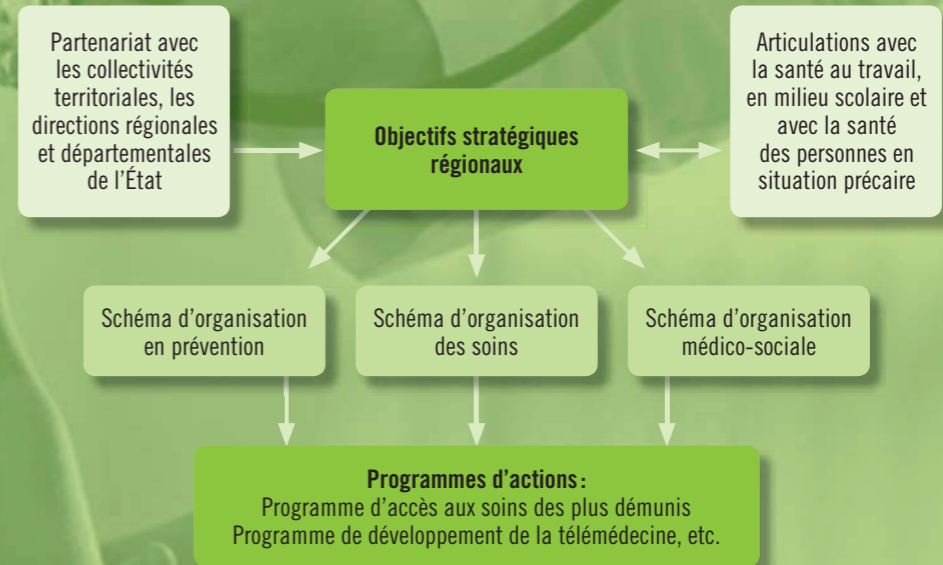 Partenariat avec
les collectivités
territoriales, les
directions régionales
et départementales
de l'État
Objectifs stratégiques
régionaux
Articulations avec
la santé au travail,
en milieu scolaire et
avec la santé
des personnes en
situation précaire
Schéma d'organisation
en prévention
Schéma d'organisation
des soins
Schéma d'organisation
médico-sociale
Programmes d'actions :
Programme d'accès aux soins des plus démunis
Programme de développement de la télémédecine, etc.